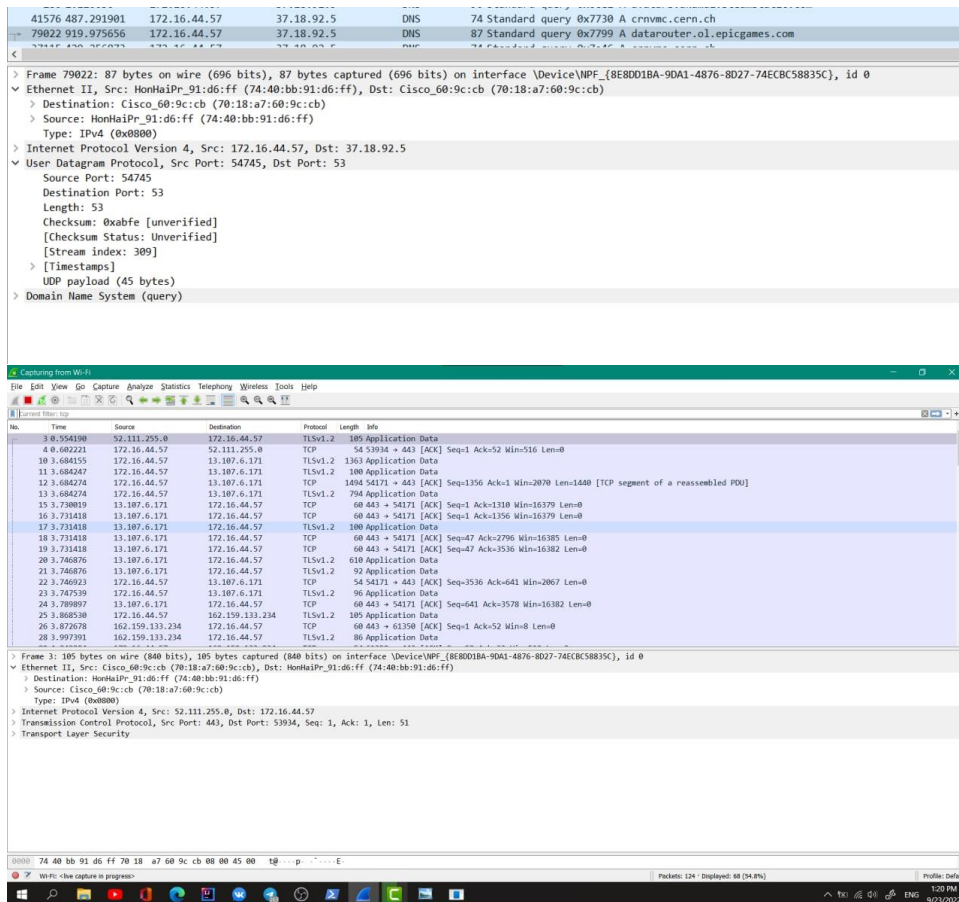 41576 487.291901 172.16.44.57 37.18.92.5 DNS 74 Standard query 0x7730 A crnvmc.cern.ch
79022 919.975656 172.16.44.57 37.18.92.5 DNS 87 Standard query 0x7799 A datarouter.ol.epicgames.com
Frame 79022: 87 bytes on wire (696 bits), 87 bytes captured (696 bits) on interface \Device\NPF_{8E8DD1BA-9DA1-4876-8D27-74ECBC58835C}, id 0
Ethernet II, Src: HonHaiPr_91:d6:ff (74:40:bb:91:d6:ff), Dst: Cisco_60:9c:cb (70:18:a7:60:9c:cb)
Destination: Cisco_60:9c:cb (70:18:a7:60:9c:cb)
Source: HonHaiPr_91:d6:ff (74:40:bb:91:d6:ff)
Type: IPv4 (0x0800)
Internet Protocol Version 4, Src: 172.16.44.57, Dst: 37.18.92.5
User Datagram Protocol, Src Port: 54745, Dst Port: 53
Source Port: 54745
Destination Port: 53
Length: 53
Checksum: 0xabfe [unverified]
[Checksum Status: Unverified]
[Stream index: 309]
[Timestamps]
UDP payload (45 bytes)
Domain Name System (query)
Capturing from Wi-Fi
File Edit View Go Capture Analyze Statistics Telephony Wireless Tools Help
Current filter: tcp
No. Time Source Destination Protocol Length Info
3 0.554190 52.111.255.0 172.16.44.57 TLSv1.2 105 Application Data
4 0.602221 172.16.44.57 52.111.255.0 TCP 54 53934 → 443 [ACK] Seq=1 Ack=52 Win=516 Len=0
10 3.684155 172.16.44.57 13.107.6.171 TLSv1.2 1363 Application Data
11 3.684247 172.16.44.57 13.107.6.171 TLSv1.2 100 Application Data
12 3.684274 172.16.44.57 13.107.6.171 TCP 1494 54171 → 443 [ACK] Seq=1356 Ack=1 Win=2070 Len=1440 [TCP segment of a reassembled PDU]
13 3.684274 172.16.44.57 13.107.6.171 TLSv1.2 794 Application Data
15 3.730019 13.107.6.171 172.16.44.57 TCP 60 443 → 54171 [ACK] Seq=1 Ack=1310 Win=16379 Len=0
16 3.731418 13.107.6.171 172.16.44.57 TCP 60 443 → 54171 [ACK] Seq=1 Ack=1356 Win=16379 Len=0
17 3.731418 13.107.6.171 172.16.44.57 TLSv1.2 100 Application Data
18 3.731418 13.107.6.171 172.16.44.57 TCP 60 443 → 54171 [ACK] Seq=47 Ack=2796 Win=16385 Len=0
19 3.731418 13.107.6.171 172.16.44.57 TCP 60 443 → 54171 [ACK] Seq=47 Ack=3536 Win=16382 Len=0
20 3.746876 13.107.6.171 172.16.44.57 TLSv1.2 610 Application Data
21 3.746876 13.107.6.171 172.16.44.57 TLSv1.2 92 Application Data
22 3.746923 172.16.44.57 13.107.6.171 TCP 54 54171 → 443 [ACK] Seq=3536 Ack=641 Win=2067 Len=0
23 3.747539 172.16.44.57 13.107.6.171 TLSv1.2 96 Application Data
24 3.789897 13.107.6.171 172.16.44.57 TCP 60 443 → 54171 [ACK] Seq=641 Ack=3578 Win=16382 Len=0
25 3.868530 172.16.44.57 162.159.133.234 TLSv1.2 105 Application Data
26 3.872678 162.159.133.234 172.16.44.57 TCP 60 443 → 61350 [ACK] Seq=1 Ack=52 Win=8 Len=0
28 3.997391 162.159.133.234 172.16.44.57 TLSv1.2 86 Application Data
Frame 3: 105 bytes on wire (840 bits), 105 bytes captured (840 bits) on interface \Device\NPF_{8E8DD1BA-9DA1-4876-8D27-74ECBC58835C}, id 0
Ethernet II, Src: Cisco_60:9c:cb (70:18:a7:60:9c:cb), Dst: HonHaiPr_91:d6:ff (74:40:bb:91:d6:ff)
Destination: HonHaiPr_91:d6:ff (74:40:bb:91:d6:ff)
Source: Cisco_60:9c:cb (70:18:a7:60:9c:cb)
Type: IPv4 (0x0800)
Internet Protocol Version 4, Src: 52.111.255.0, Dst: 172.16.44.57
Transmission Control Protocol, Src Port: 443, Dst Port: 53934, Seq: 1, Ack: 1, Len: 51
Transport Layer Security
0000 74 40 bb 91 d6 ff 70 18 a7 60 9c cb 08 00 45 00 t@····p· ·`····E·
Wi-Fi: <live capture in progress> Packets: 124 · Displayed: 68 (54.8%) Profile: Defa
ENG 1:20 PM